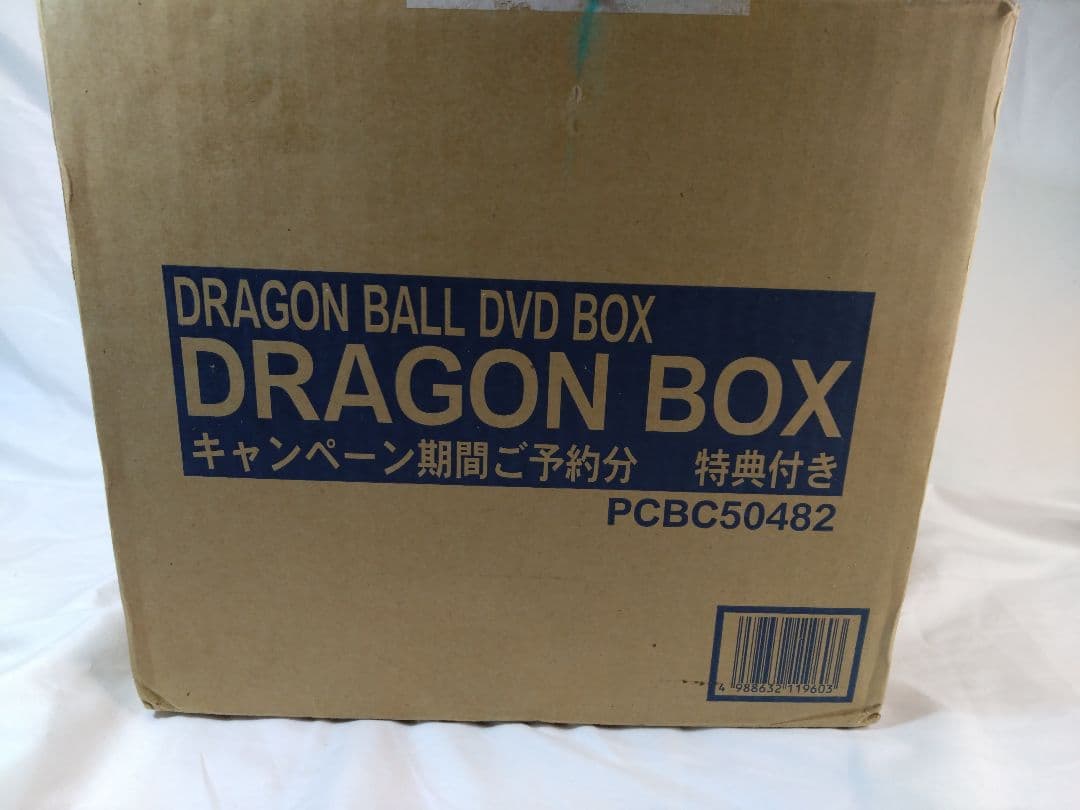 DRAGON BALL DVD BOX
DRAGON BOX
キャンペーン期間ご予約分 特典付き
PCBC50482
4 988632 119603